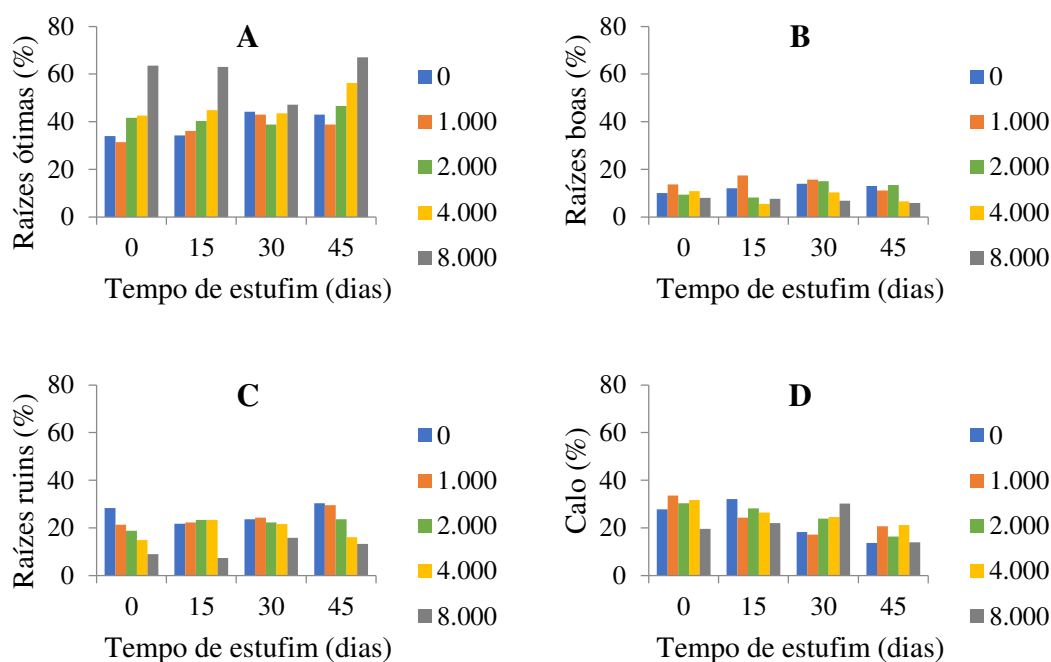 A
Raízes ótimas (%)
80
60
40
20
0
0 15 30 45
Tempo de estufim (dias)
0
1.000
2.000
4.000
8.000
B
Raízes boas (%)
80
60
40
20
0
0 15 30 45
Tempo de estufim (dias)
0
1.000
2.000
4.000
8.000
C
Raízes ruins (%)
80
60
40
20
0
0 15 30 45
Tempo de estufim (dias)
0
1.000
2.000
4.000
8.000
D
Calo (%)
80
60
40
20
0
0 15 30 45
Tempo de estufim (dias)
0
1.000
2.000
4.000
8.000